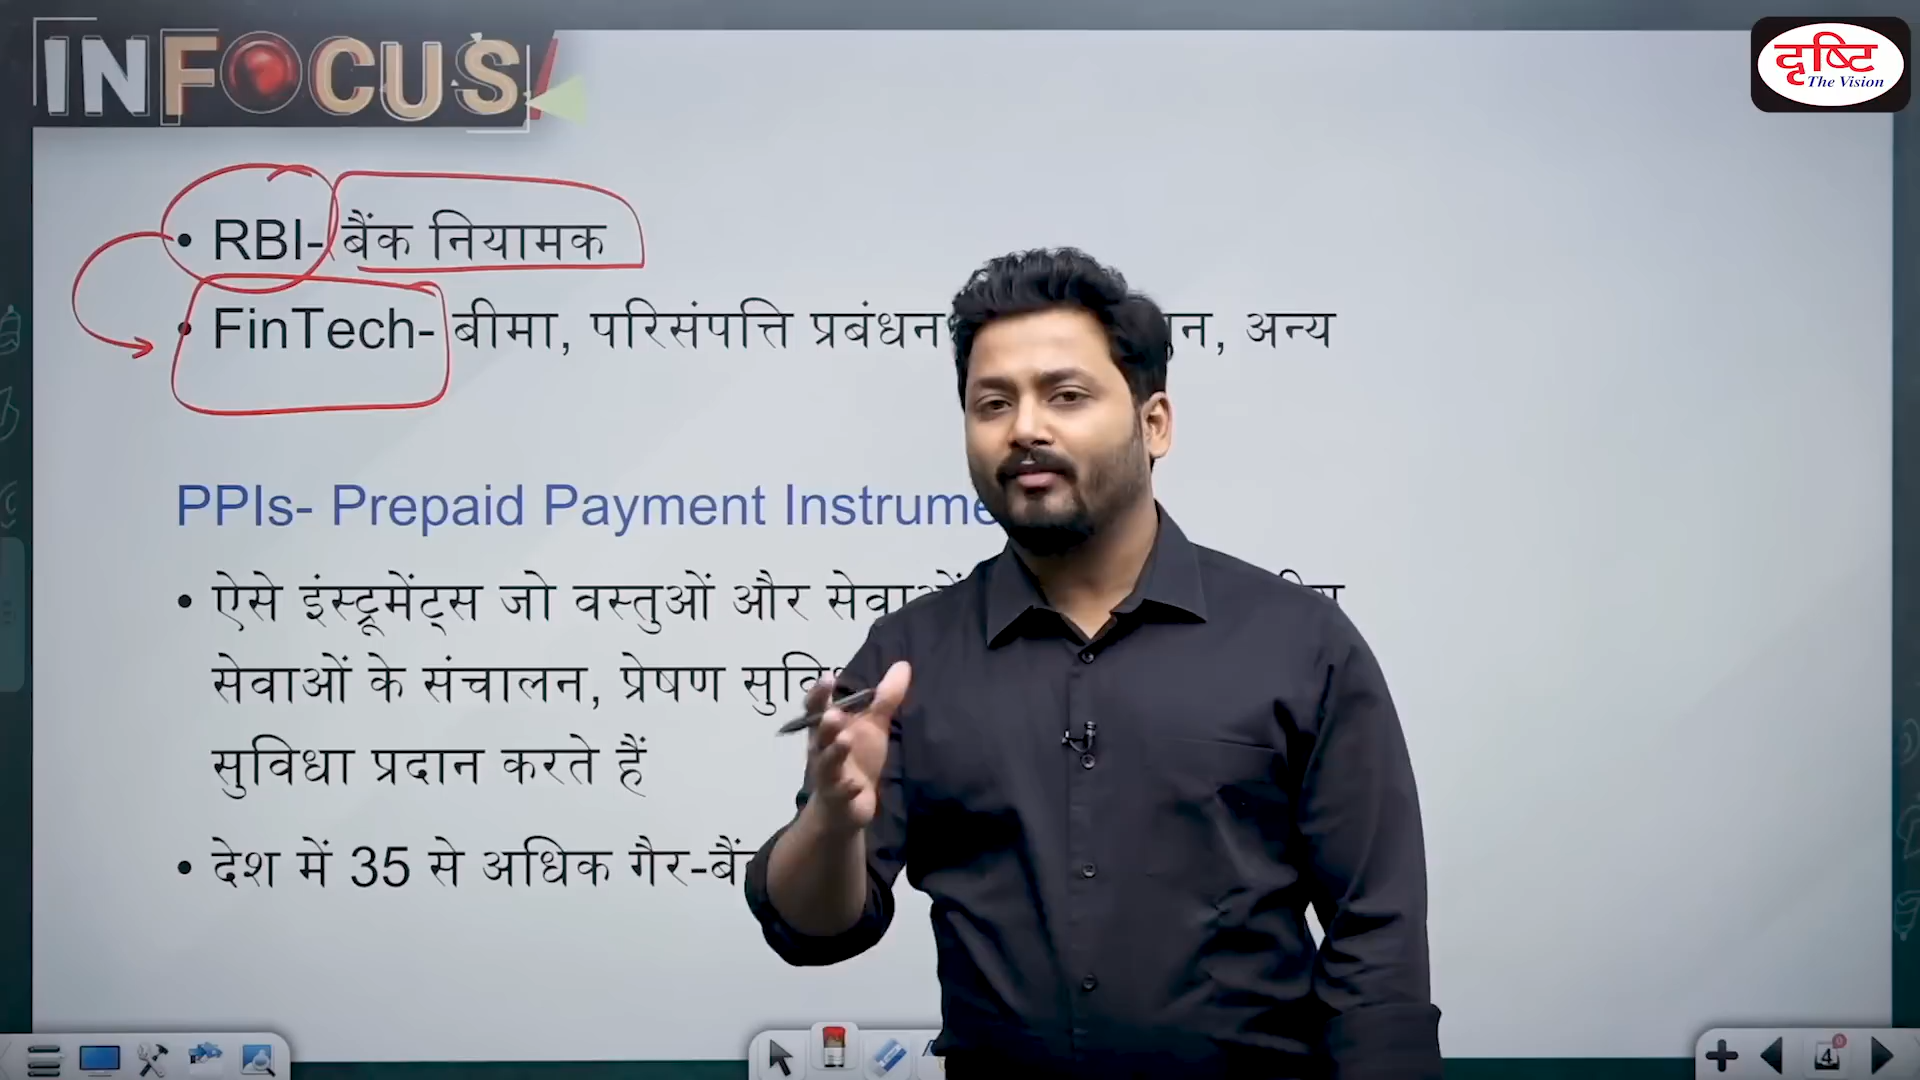 INFOCUS
दृष्टि
The Vision
• RBI- बैंक नियामक
• FinTech- बीमा, परिसंपत्ति प्रबंधन, अन्य
PPIs- Prepaid Payment
• ऐसे इंस्ट्रूमेंट्स जो वस्तुओं और
सेवाओं के संचालन, प्रेषण
सुविधा प्रदान करते हैं
• देश में 35 से अधिक
4